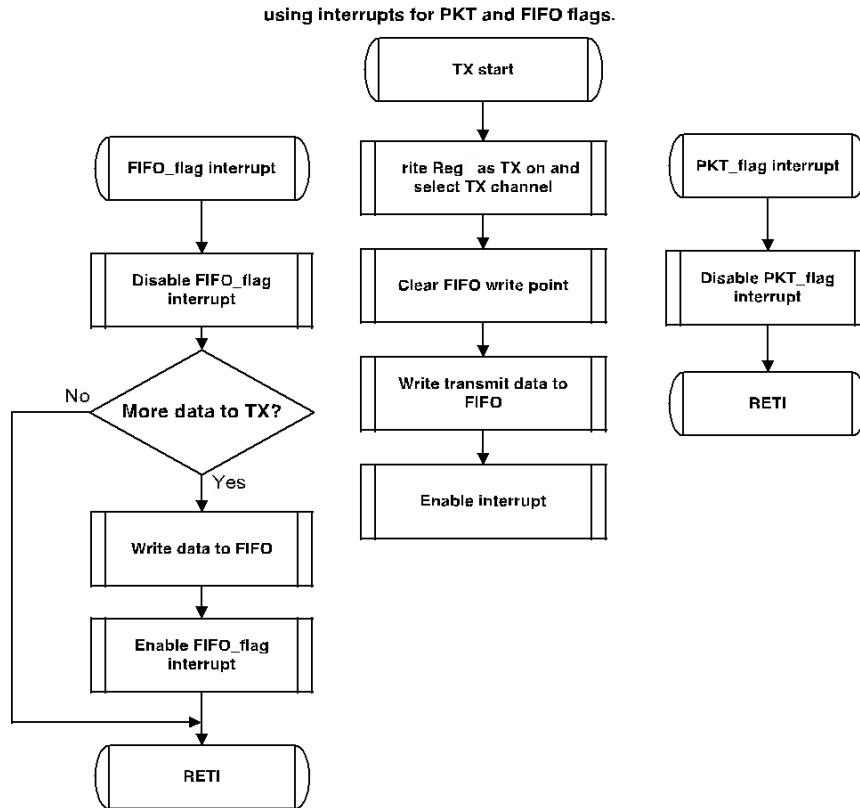 using interrupts for PKT and FIFO flags.
TX start
rite Reg as TX on and
select TX channel
Clear FIFO write point
Write transmit data to
FIFO
Enable interrupt
FIFO_flag interrupt
Disable FIFO_flag
interrupt
More data to TX?
No
Yes
Write data to FIFO
Enable FIFO_flag
interrupt
RETI
PKT_flag interrupt
Disable PKT_flag
interrupt
RETI